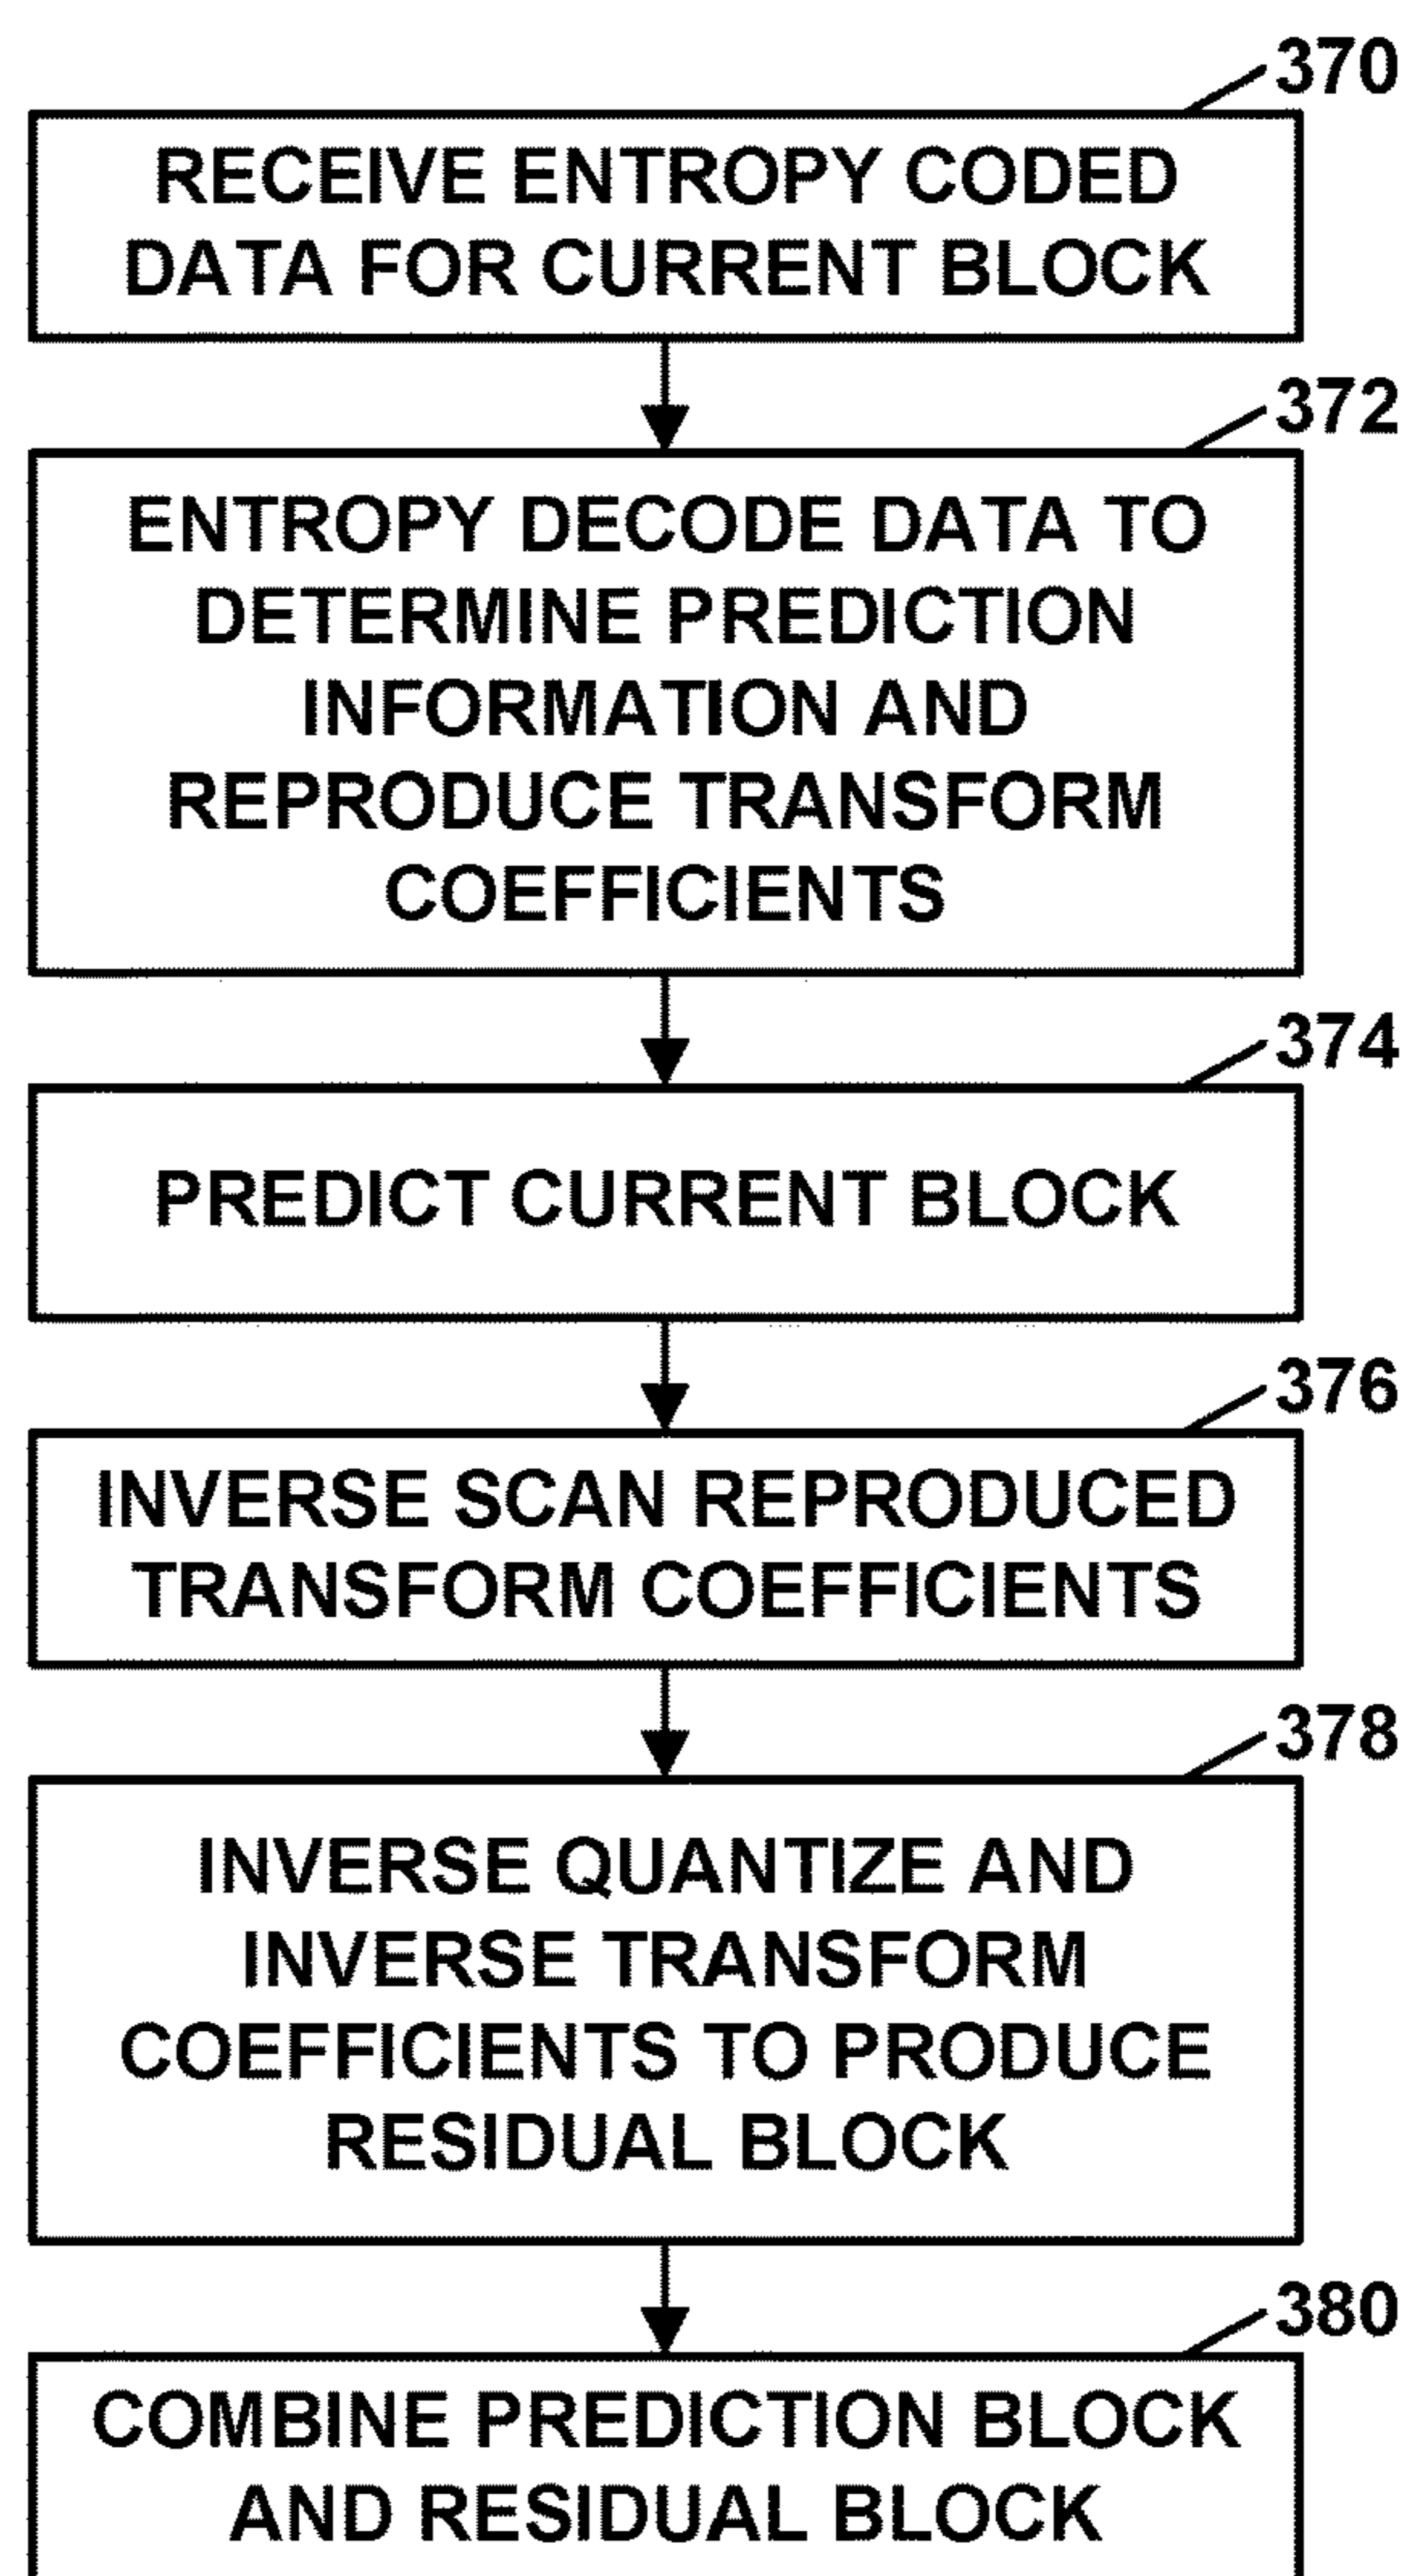 370
RECEIVE ENTROPY CODED
DATA FOR CURRENT BLOCK
372
ENTROPY DECODE DATA TO
DETERMINE PREDICTION
INFORMATION AND
REPRODUCE TRANSFORM
COEFFICIENTS
374
PREDICT CURRENT BLOCK
376
INVERSE SCAN REPRODUCED
TRANSFORM COEFFICIENTS
378
INVERSE QUANTIZE AND
INVERSE TRANSFORM
COEFFICIENTS TO PRODUCE
RESIDUAL BLOCK
380
COMBINE PREDICTION BLOCK
AND RESIDUAL BLOCK